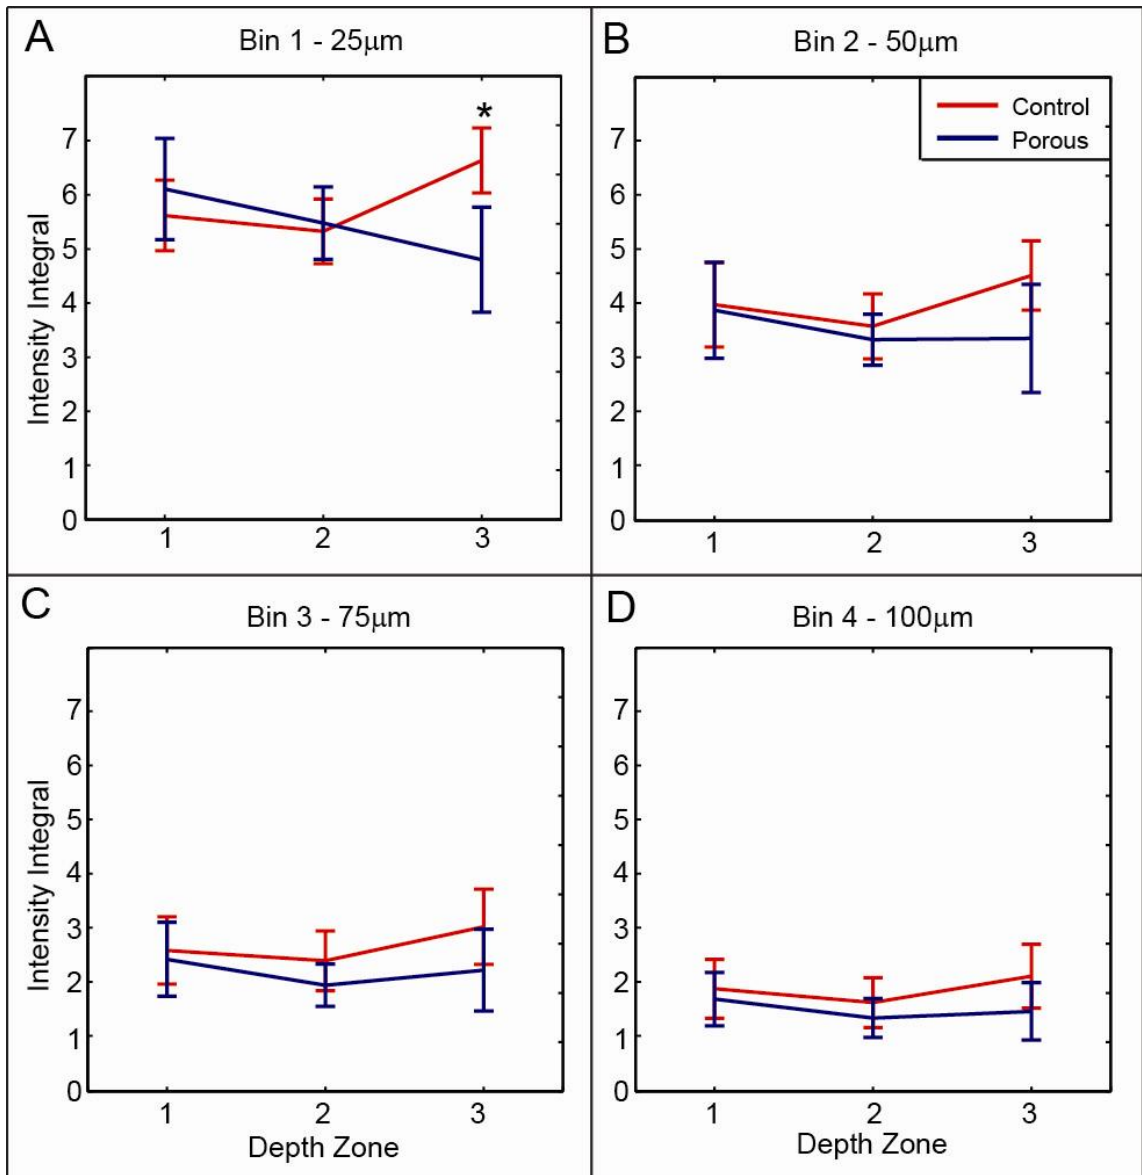 A
Bin 1 - 25μm
*
7
6
5
4
3
2
1
0
Intensity Integral
1 2 3
B
Bin 2 - 50μm
Control
Porous
7
6
5
4
3
2
1
0
1 2 3
C
Bin 3 - 75μm
7
6
5
4
3
2
1
0
Intensity Integral
1 2 3
Depth Zone
D
Bin 4 - 100μm
7
6
5
4
3
2
1
0
1 2 3
Depth Zone